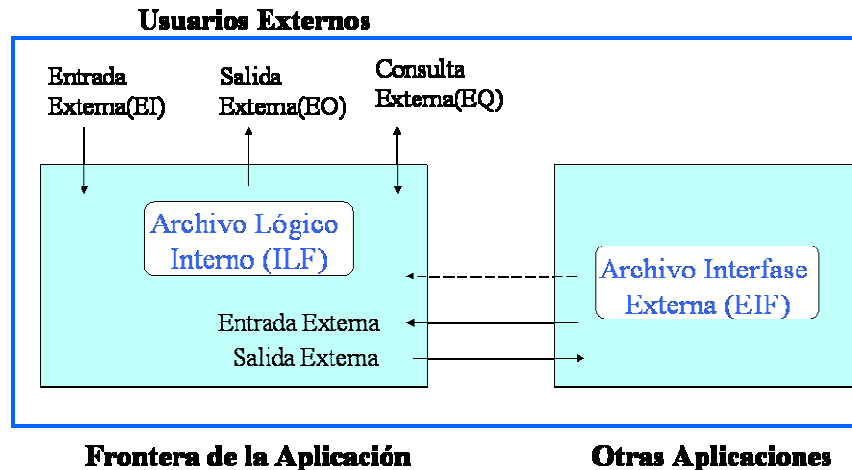 Usuarios Externos
Entrada
Externa(EI)
Salida
Externa(EO)
Consulta
Externa(EQ)
Archivo Lógico
Interno (ILF)
Archivo Interfase
Externa (EIF)
Entrada Externa
Salida Externa
Frontera de la Aplicación
Otras Aplicaciones